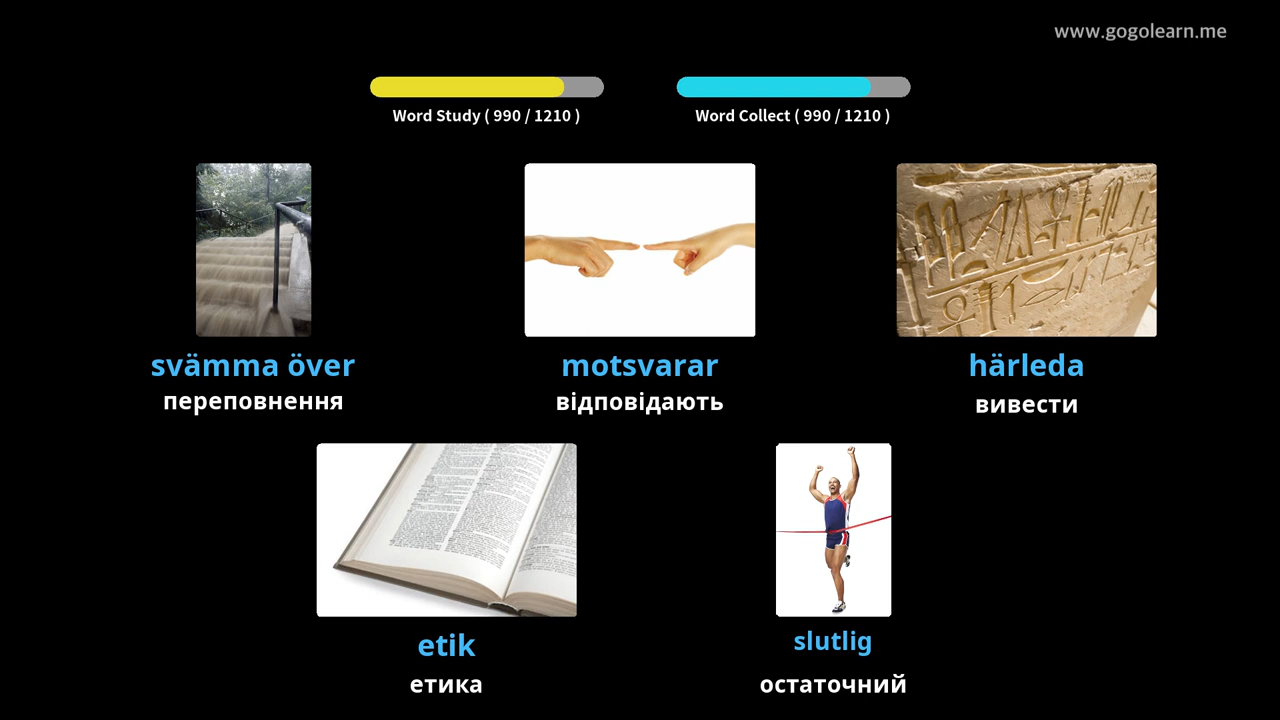 www.gogolearn.me
Word Study ( 990 / 1210 )
Word Collect ( 990 / 1210 )
svämma över
переповнення
motsvarar
відповідають
härleda
вивести
etik
етика
slutlig
остаточний